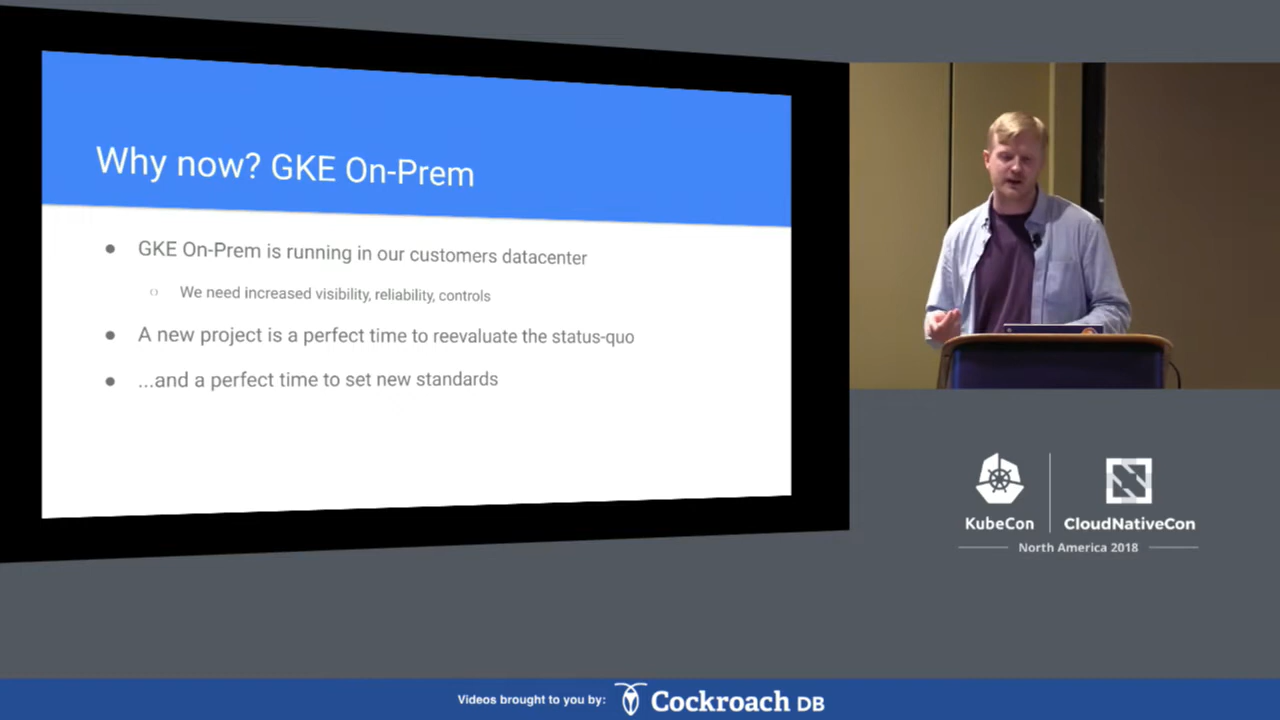 Why now? GKE On-Prem
● GKE On-Prem is running in our customers datacenter
○ We need increased visibility, reliability, controls
● A new project is a perfect time to reevaluate the status-quo
● ...and a perfect time to set new standards
KubeCon
CloudNativeCon
North America 2018
Videos brought to you by: Cockroach DB